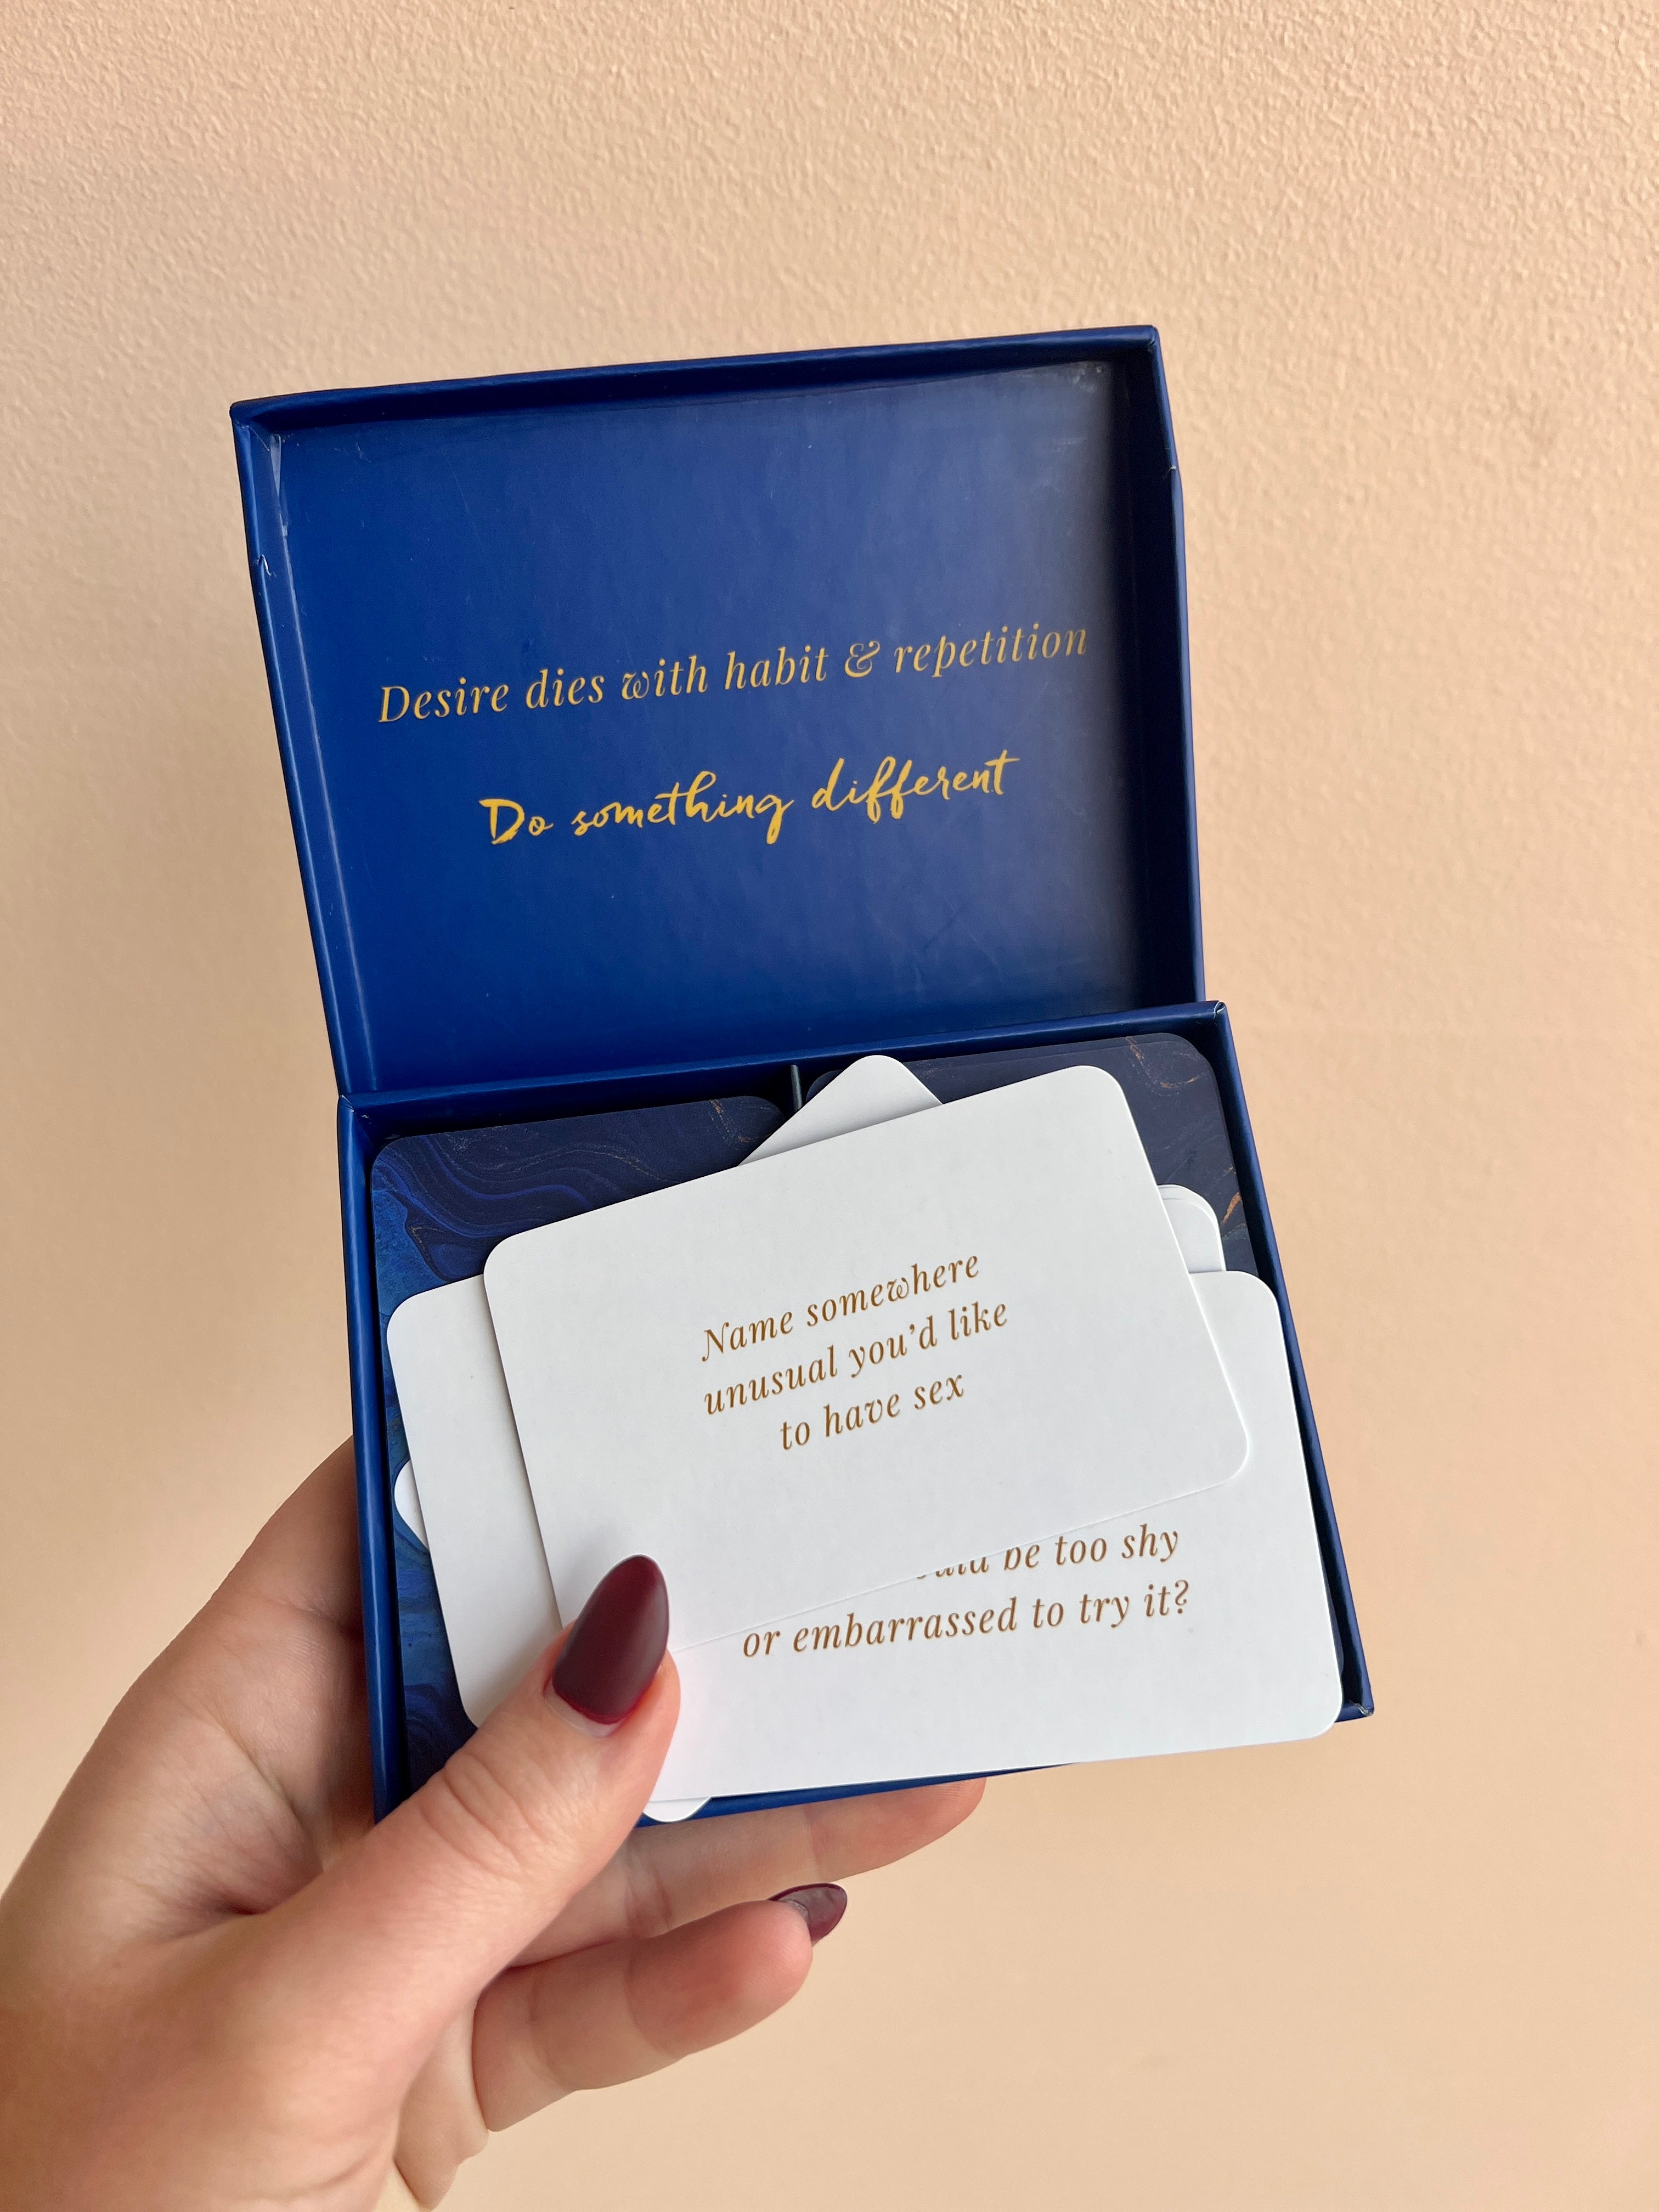 Desire dies with habit & repetition
Do something different
Name somewhere
unusual you’d like
to have sex
be too shy
or embarrassed to try it?